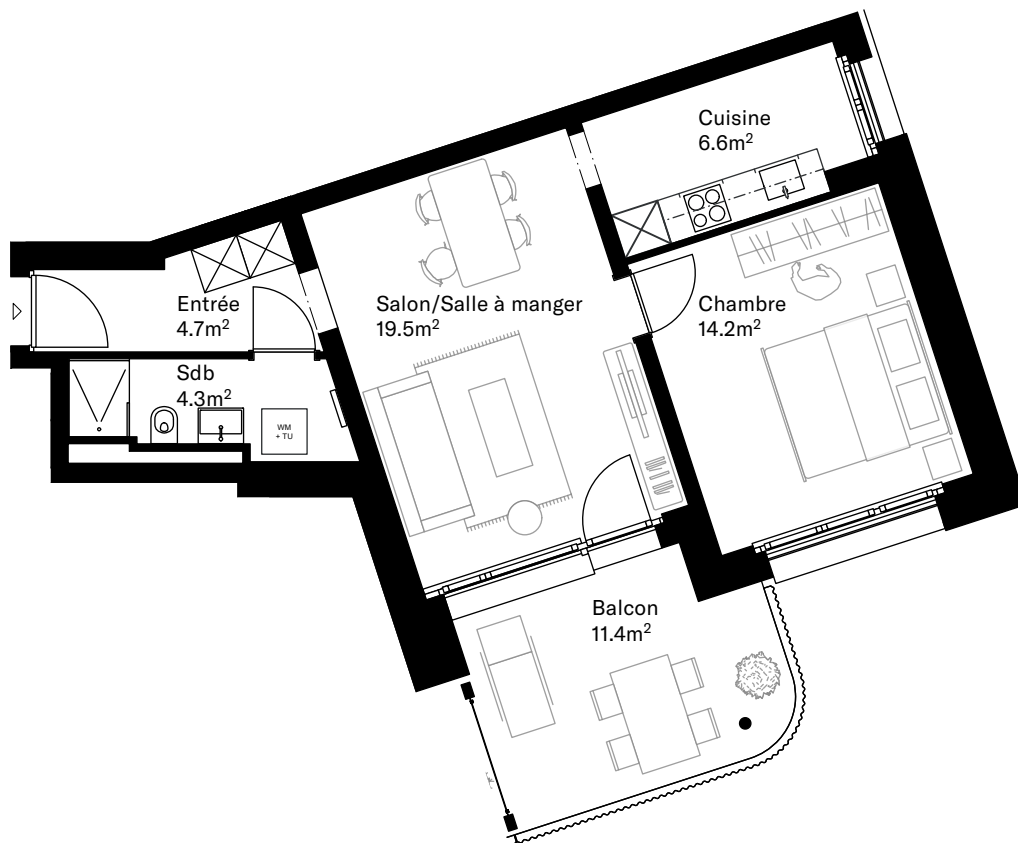 Cuisine
6.6m²
Entrée
4.7m²
Salon/Salle à manger
19.5m²
Chambre
14.2m²
Sdb
4.3m²
WM
+ TU
Balcon
11.4m²